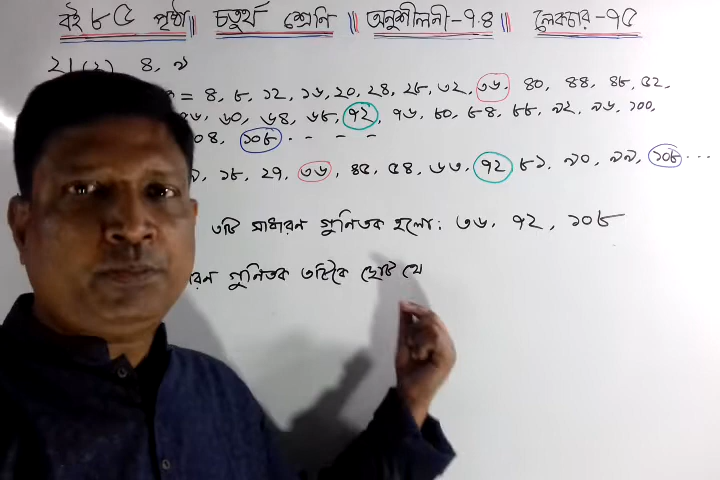 বই ৮৫ পৃষ্ঠা || চতুর্থ শ্রেনি || অনুশীলনী-৭.৪ || লেকচার-৭৫
২। (২) ৪, ৯
= ৪, ৮, ১২, ১৬, ২০, ২৪, ২৮, ৩২, ৩৬, ৪০, ৪৪, ৪৮, ৫২,
৬০, ৬৪, ৬৮, ৭২, ৭৬, ৮০, ৮৪, ৮৮, ৯২, ৯৬, ১০০,
১০৮. - - -
৯, ১৮, ২৭, ৩৬, ৪৫, ৫৪, ৬৩, ৭২ ৮১, ৯০, ৯৯, ১০৮ ...
৩টি সাধারন গুনিতক হলো: ৩৬, ৭২, ১০৮
গুনিতক ৩টিকৈ ছোট থে